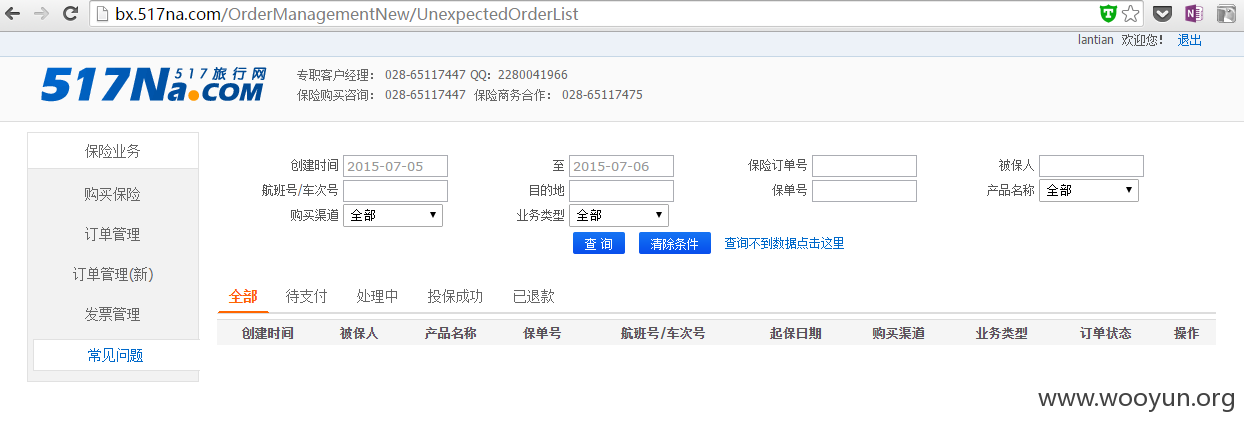 bx.517na.com/OrderManagementNew/UnexpectedOrderList
lantian 欢迎您! 退出
517Na.COM 517旅行网
专职客户经理: 028-65117447 QQ: 2280041966
保险购买咨询: 028-65117447 保险商务合作: 028-65117475
保险业务
购买保险
订单管理
订单管理(新)
发票管理
常见问题
创建时间 2015-07-05 至 2015-07-06 保险订单号 被保人
航班号/车次号 目的地 保单号 产品名称 全部
购买渠道 全部 业务类型 全部
查 询 清除条件 查询不到数据点击这里
全部 待支付 处理中 投保成功 已退款
创建时间 被保人 产品名称 保单号 航班号/车次号 起保日期 购买渠道 业务类型 订单状态 操作
www.wooyun.org